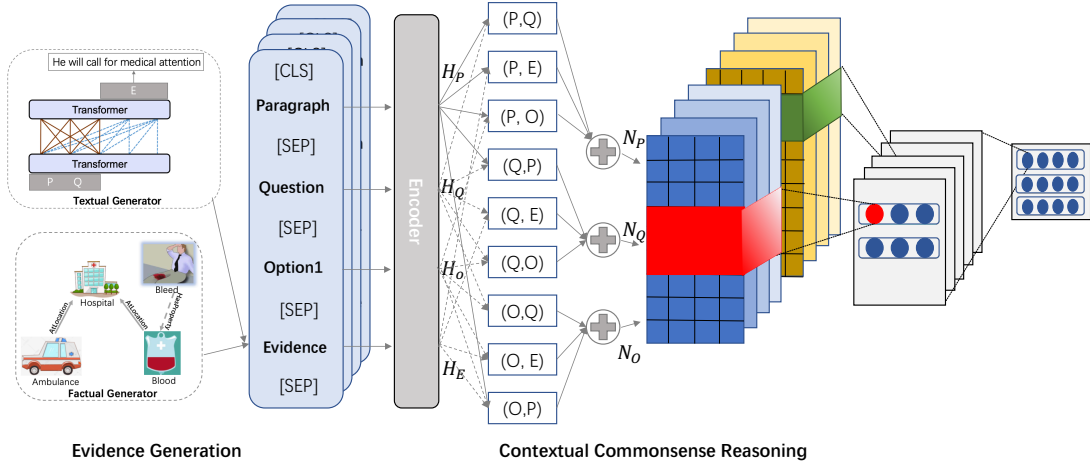 He will call for medical attention
E
Transformer
Transformer
P Q
Textual Generator
Hospital
Bleed
AtLocation
AtLocation
HasProperty
Ambulance
Blood
Factual Generator
[CLS]
[CLS]
Paragraph
[SEP]
Question
[SEP]
Option1
[SEP]
Evidence
[SEP]
Encoder
H_P
H_Q
H_O
H_E
(P,Q)
(P, E)
(P, O)
(Q,P)
(Q, E)
(Q,O)
(O,Q)
(O, E)
(O,P)
N_P
N_Q
N_O
Evidence Generation
Contextual Commonsense Reasoning